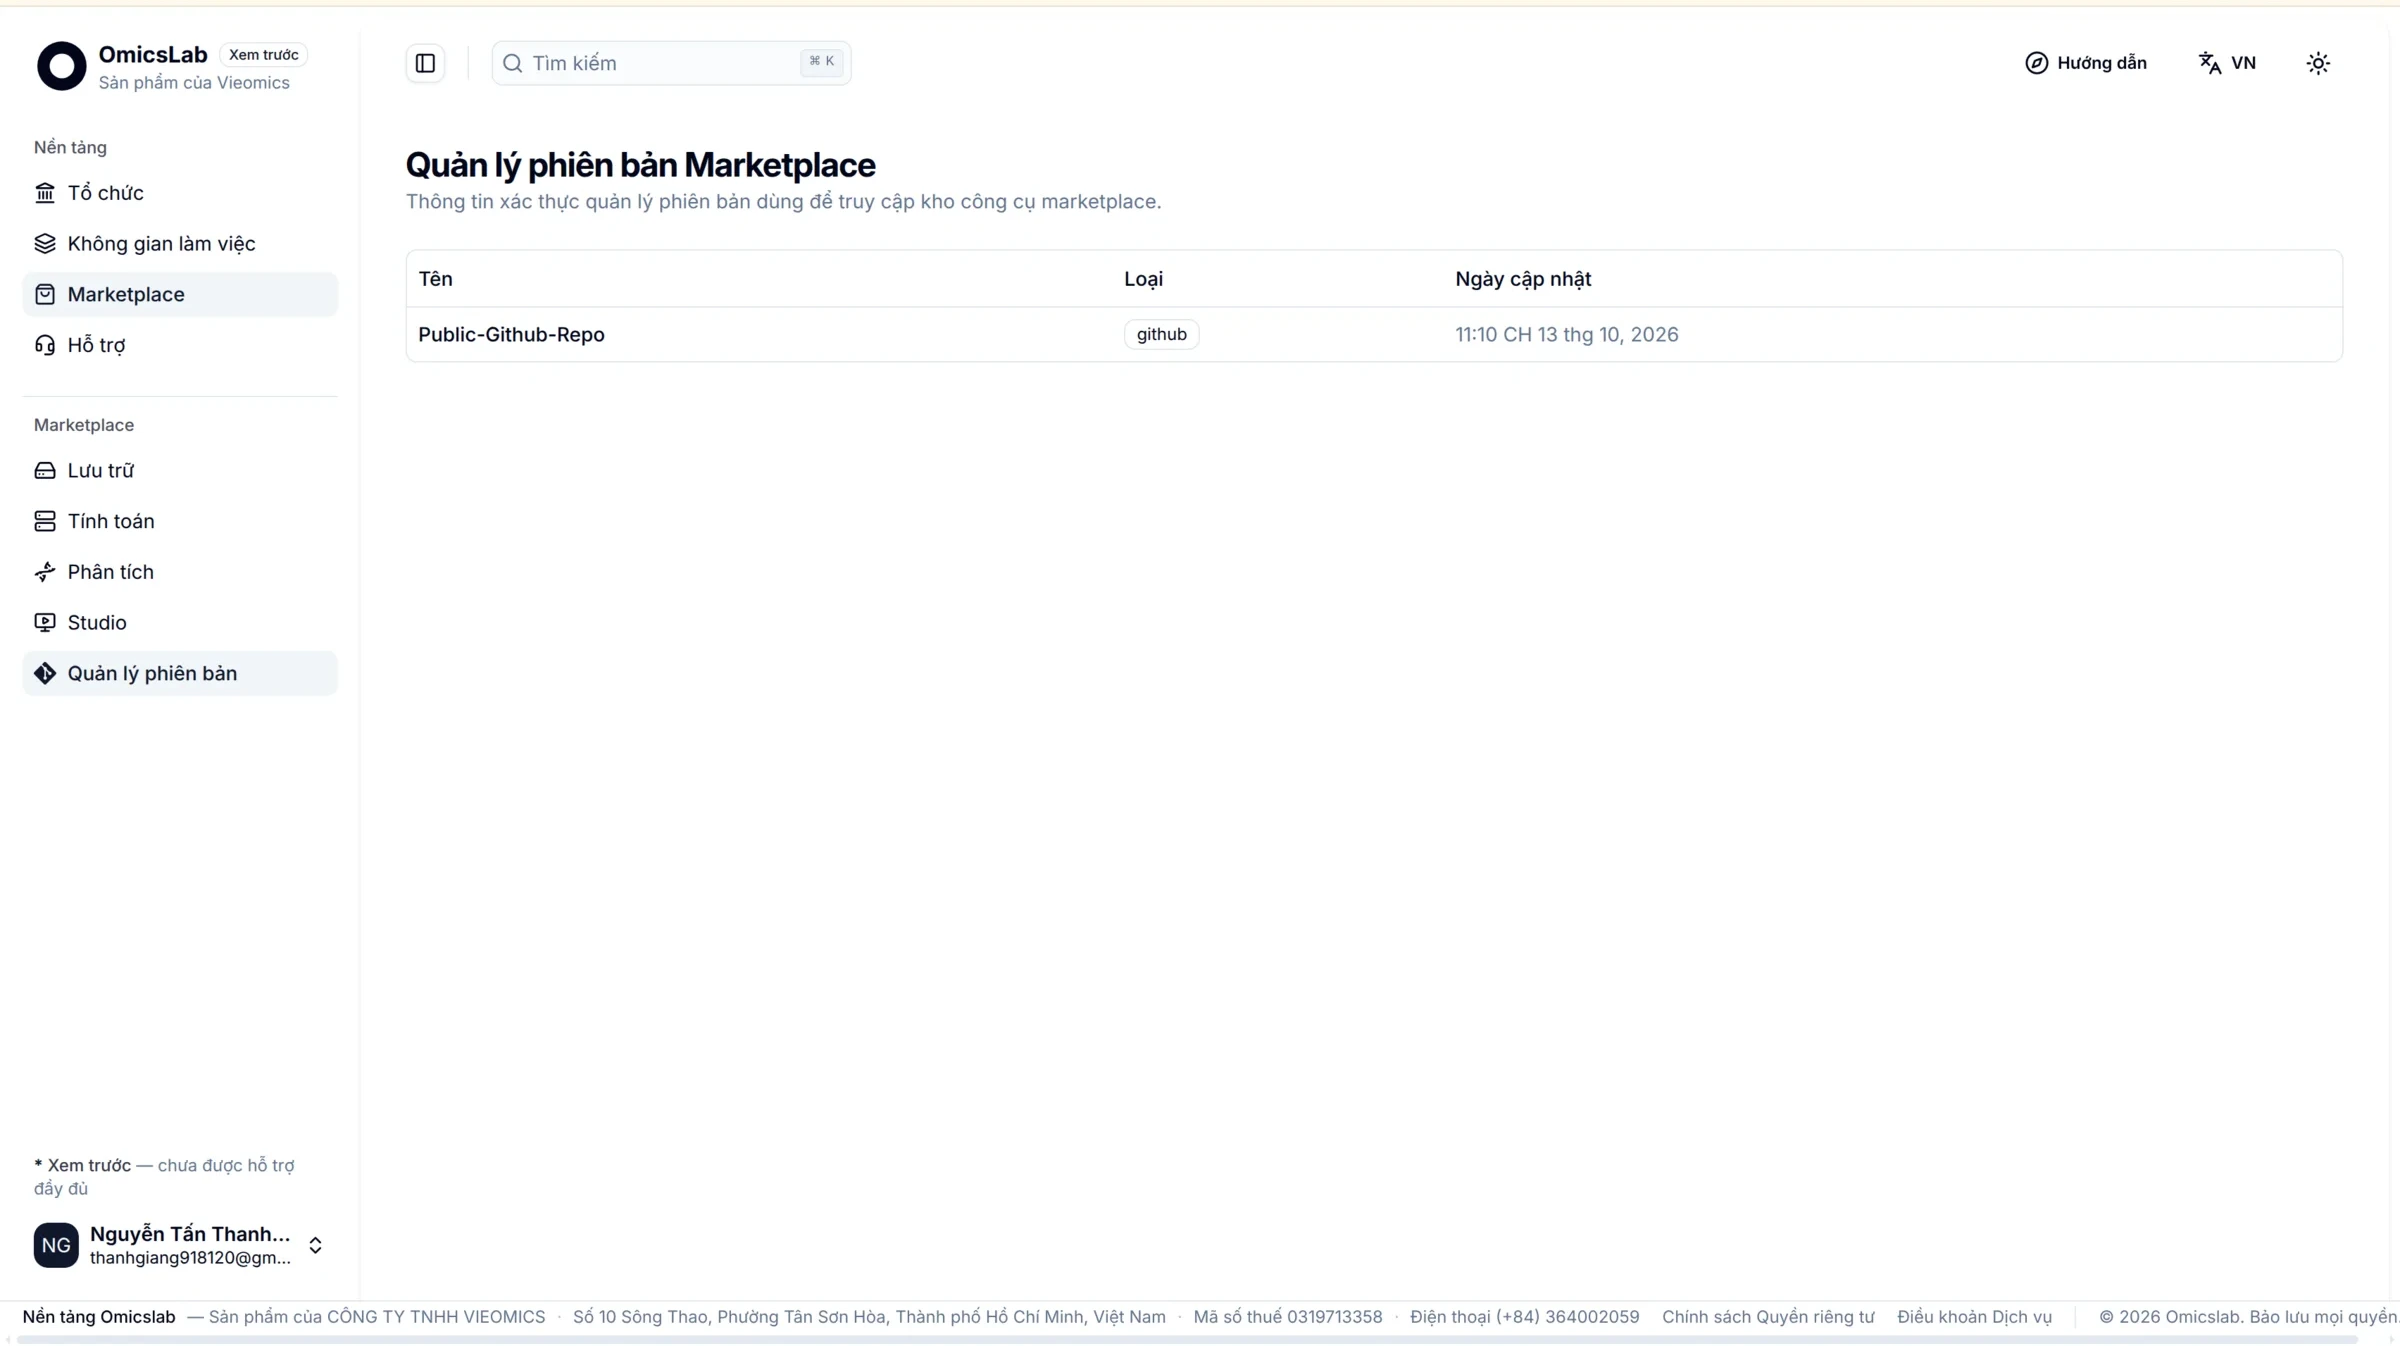 OmicsLab Xem trước
Sản phẩm của Vieomics
Tìm kiếm ⌘ K
Hướng dẫn
VN
Nền tảng
Tổ chức
Không gian làm việc
Marketplace
Hỗ trợ
Marketplace
Lưu trữ
Tính toán
Phân tích
Studio
Quản lý phiên bản
Quản lý phiên bản Marketplace
Thông tin xác thực quản lý phiên bản dùng để truy cập kho công cụ marketplace.
Tên Loại Ngày cập nhật
Public-Github-Repo github 11:10 CH 13 thg 10, 2026
* Xem trước — chưa được hỗ trợ
đầy đủ
NG
Nguyễn Tấn Thanh...
thanhgiang918120@gm...
Nền tảng Omicslab — Sản phẩm của CÔNG TY TNHH VIEOMICS · Số 10 Sông Thao, Phường Tân Sơn Hòa, Thành phố Hồ Chí Minh, Việt Nam · Mã số thuế 0319713358 · Điện thoại (+84) 364002059 Chính sách Quyền riêng tư Điều khoản Dịch vụ © 2026 Omicslab. Bảo lưu mọi quyền.